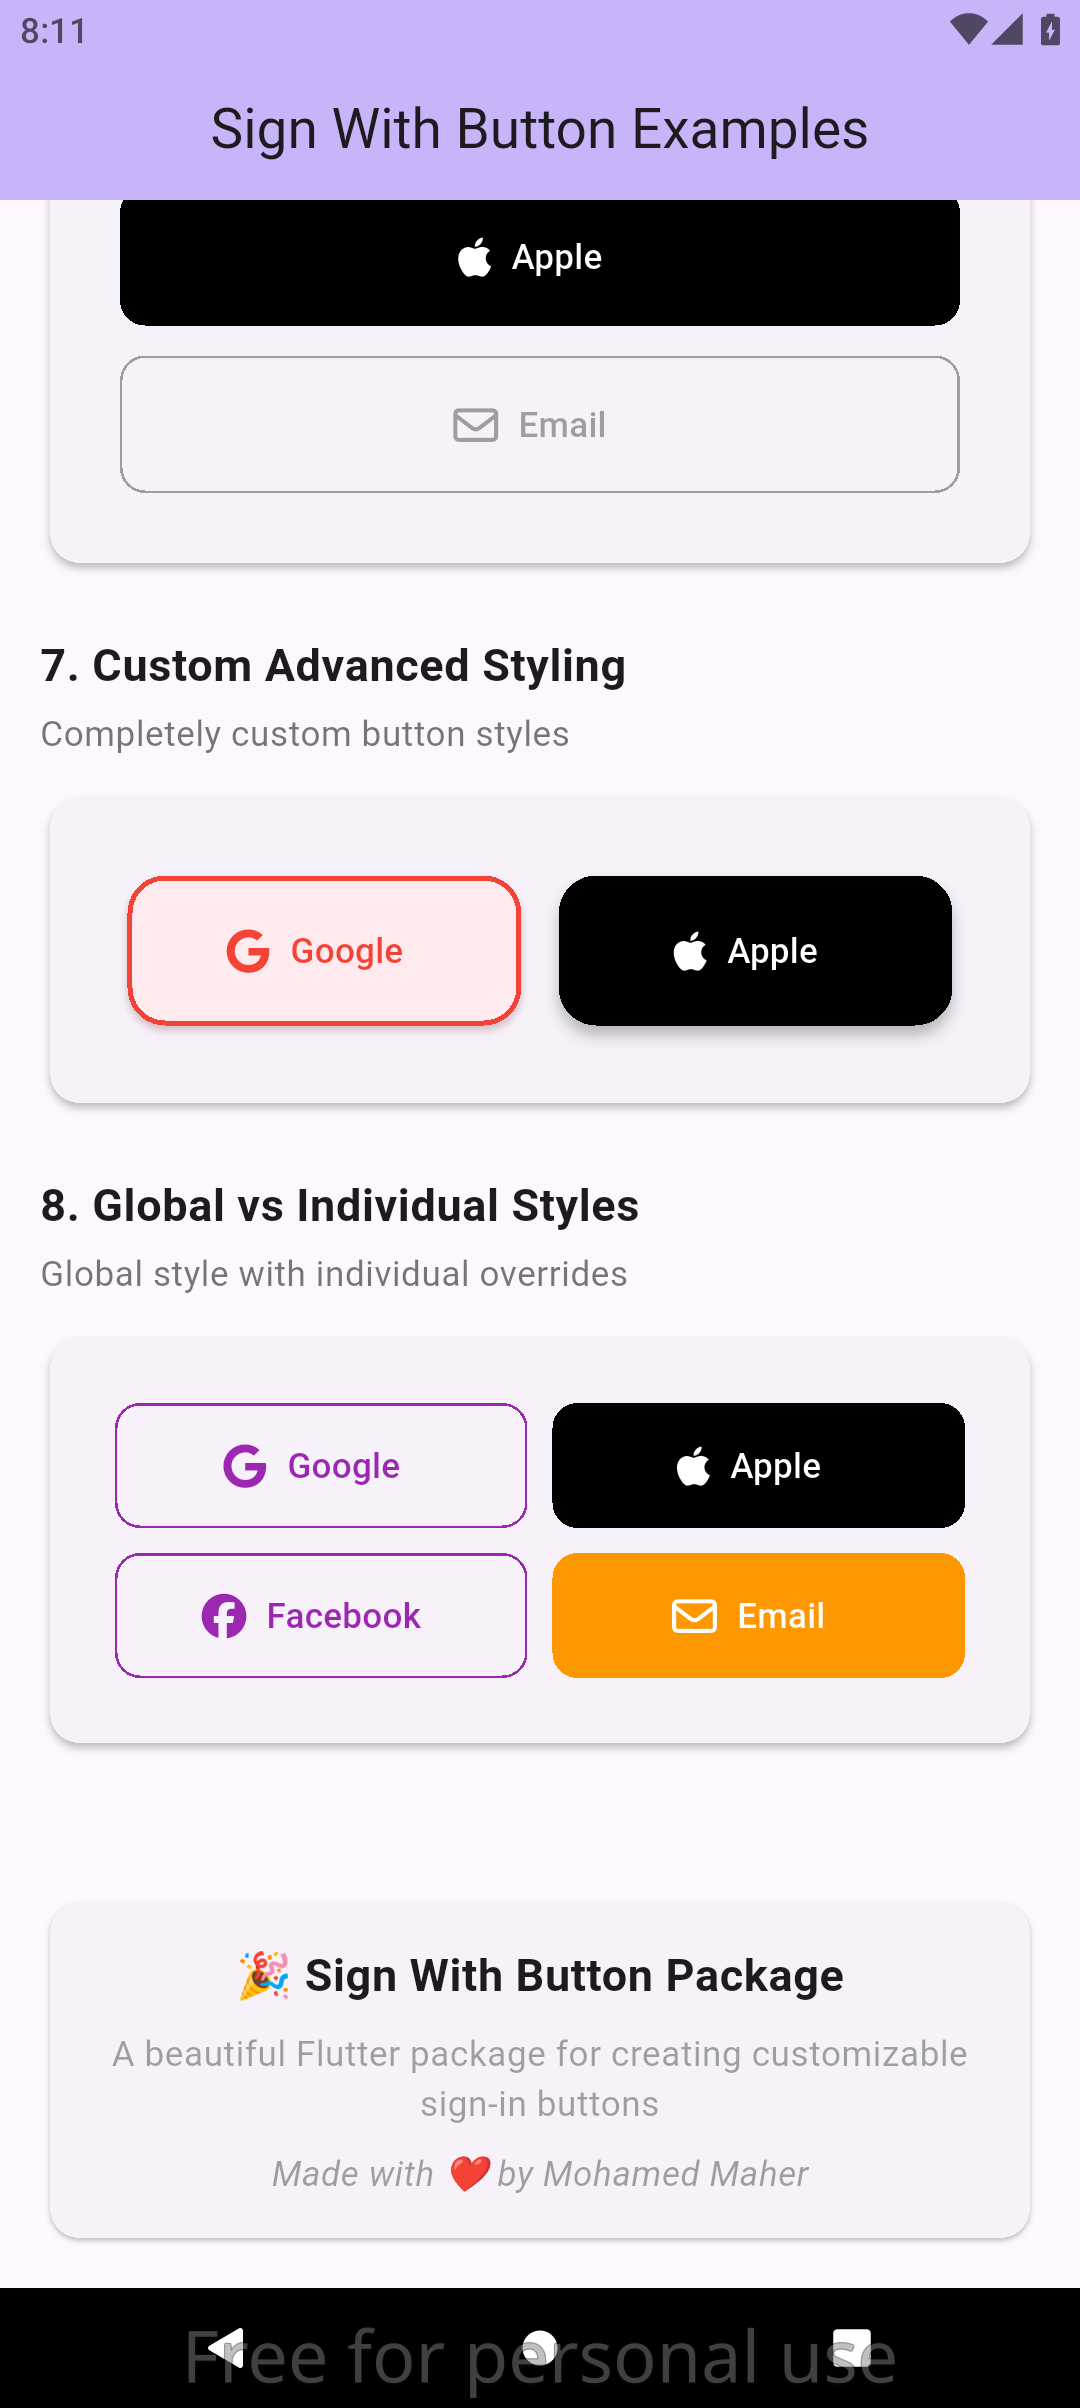 8:11
Sign With Button Examples
Apple
Email
7. Custom Advanced Styling
Completely custom button styles
Google
Apple
8. Global vs Individual Styles
Global style with individual overrides
Google
Apple
Facebook
Email
🎉 Sign With Button Package
A beautiful Flutter package for creating customizable
sign-in buttons
Made with ❤️ by Mohamed Maher
Free for personal use